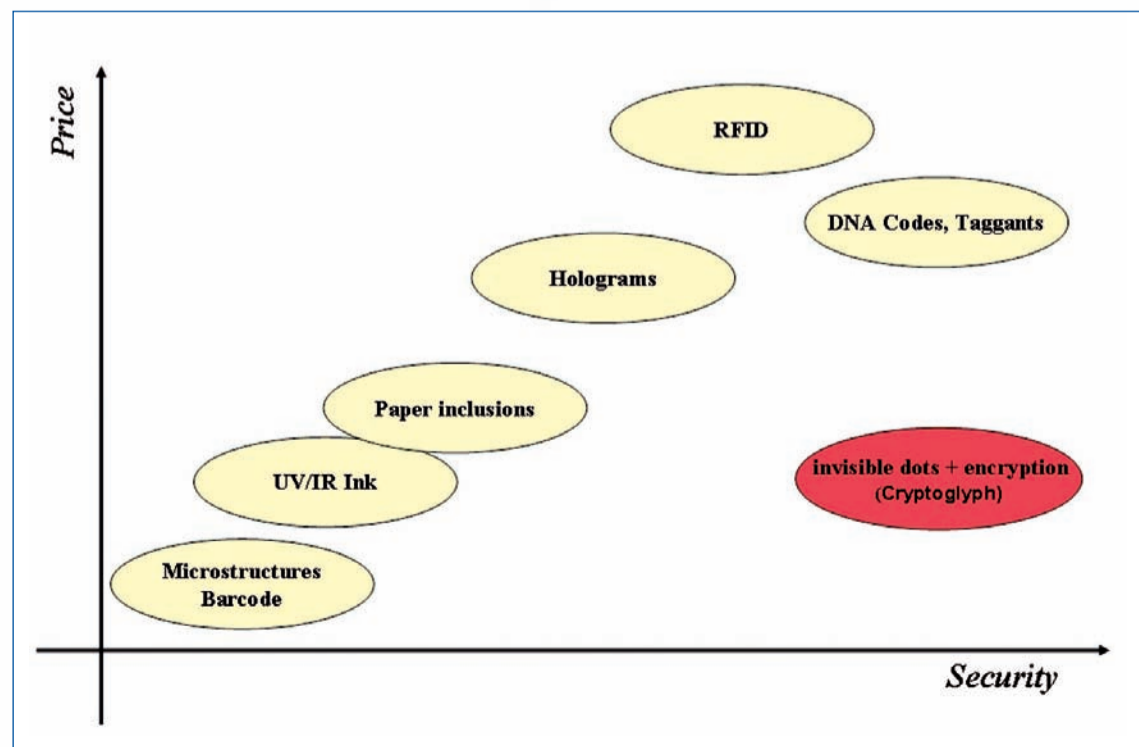 Price
RFID
DNA Codes, Taggants
Holograms
Paper inclusions
UV/IR Ink
invisible dots + encryption
(Cryptoglyph)
Microstructures
Barcode
Security